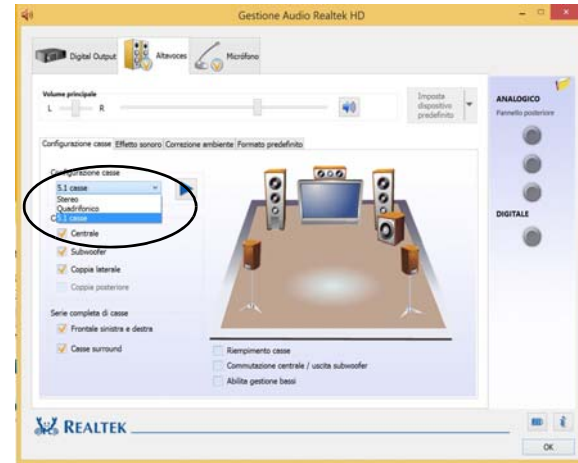 Gestione Audio Realtek HD
Digital Output
Altavoces
Micrófono
Volume principale
L
R
Imposta
dispositivo
predefinito
Configurazione casse
Effetto sonoro
Correzione ambiente
Formato predefinito
Configurazione casse
5.1 casse
Stereo
Quadrifonico
5.1 casse
Centrale
Subwoofer
Coppia laterale
Coppia posteriore
Serie completa di casse
Frontale sinistra e destra
Casse surround
Riempimento casse
Commutazione centrale / uscita subwoofer
Abilita gestione bassi
ANALOGICO
Pannello posteriore
DIGITALE
REALTEK
OK